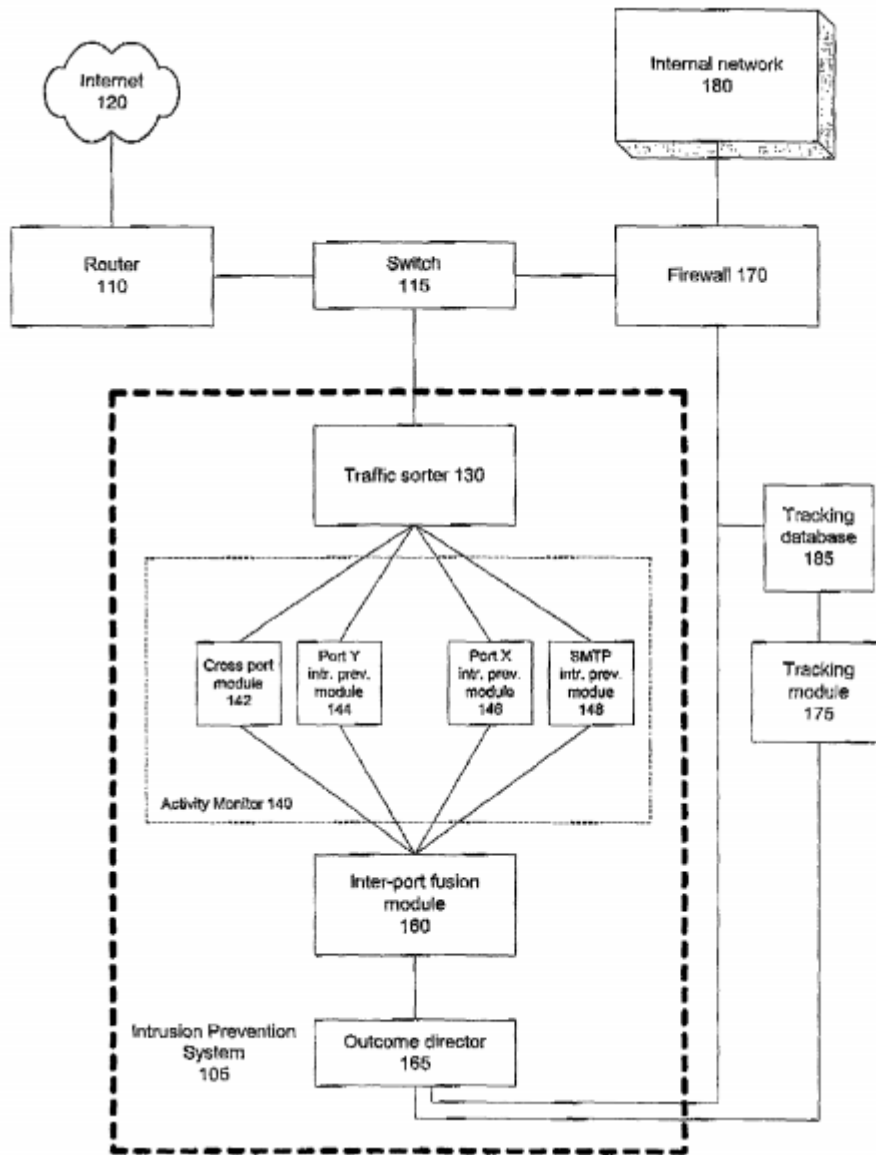 Internet
120
Internal network
180
Router
110
Switch
115
Firewall 170
Traffic sorter 130
Tracking
database
185
Cross port
module
142
Port Y
intr. prev.
module
144
Port X
intr. prev.
module
146
SMTP
intr. prev.
modue
148
Tracking
module
175
Activity Monitor 140
Inter-port fusion
module
160
Intrusion Prevention
System
105
Outcome director
165